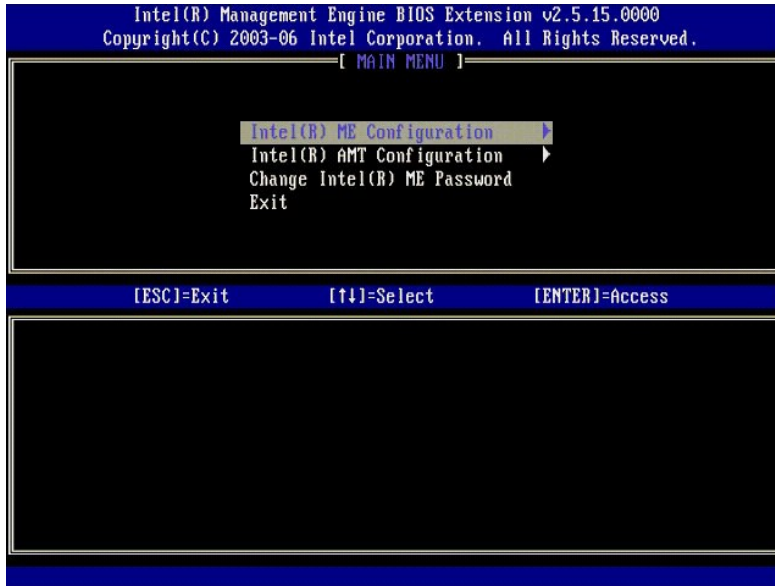 Intel(R) Management Engine BIOS Extension v2.5.15.0000
Copyright(C) 2003-06 Intel Corporation. All Rights Reserved.
[ MAIN MENU ]
Intel(R) ME Configuration ►
Intel(R) AMT Configuration ►
Change Intel(R) ME Password
Exit
[ESC]=Exit [↑↓]=Select [ENTER]=Access